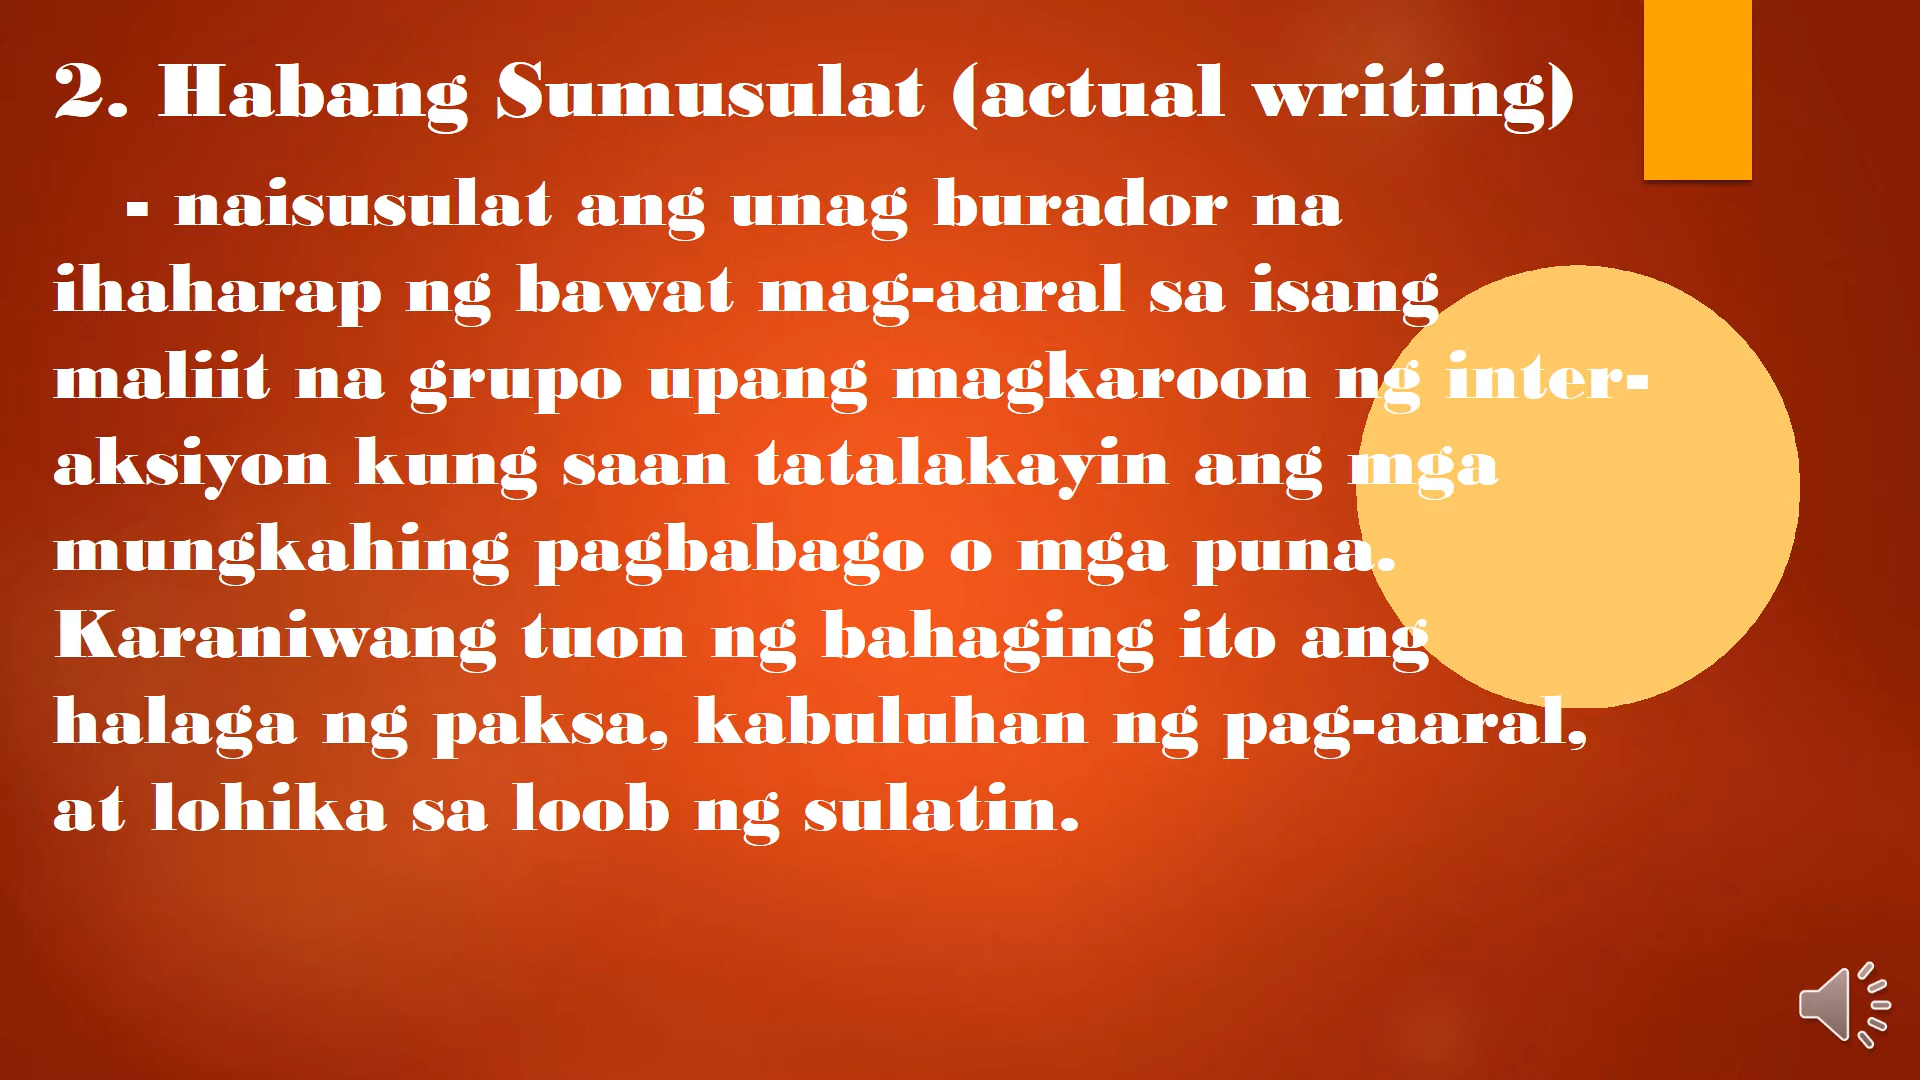 2. Habang Sumusulat (actual writing)
- naisusulat ang unag burador na
ihaharap ng bawat mag-aaral sa isang
maliit na grupo upang magkaroon ng inter-
aksiyon kung saan tatalakayin ang mga
mungkahing pagbabago o mga puna.
Karaniwang tuon ng bahaging ito ang
halaga ng paksa, kabuluhan ng pag-aaral,
at lohika sa loob ng sulatin.